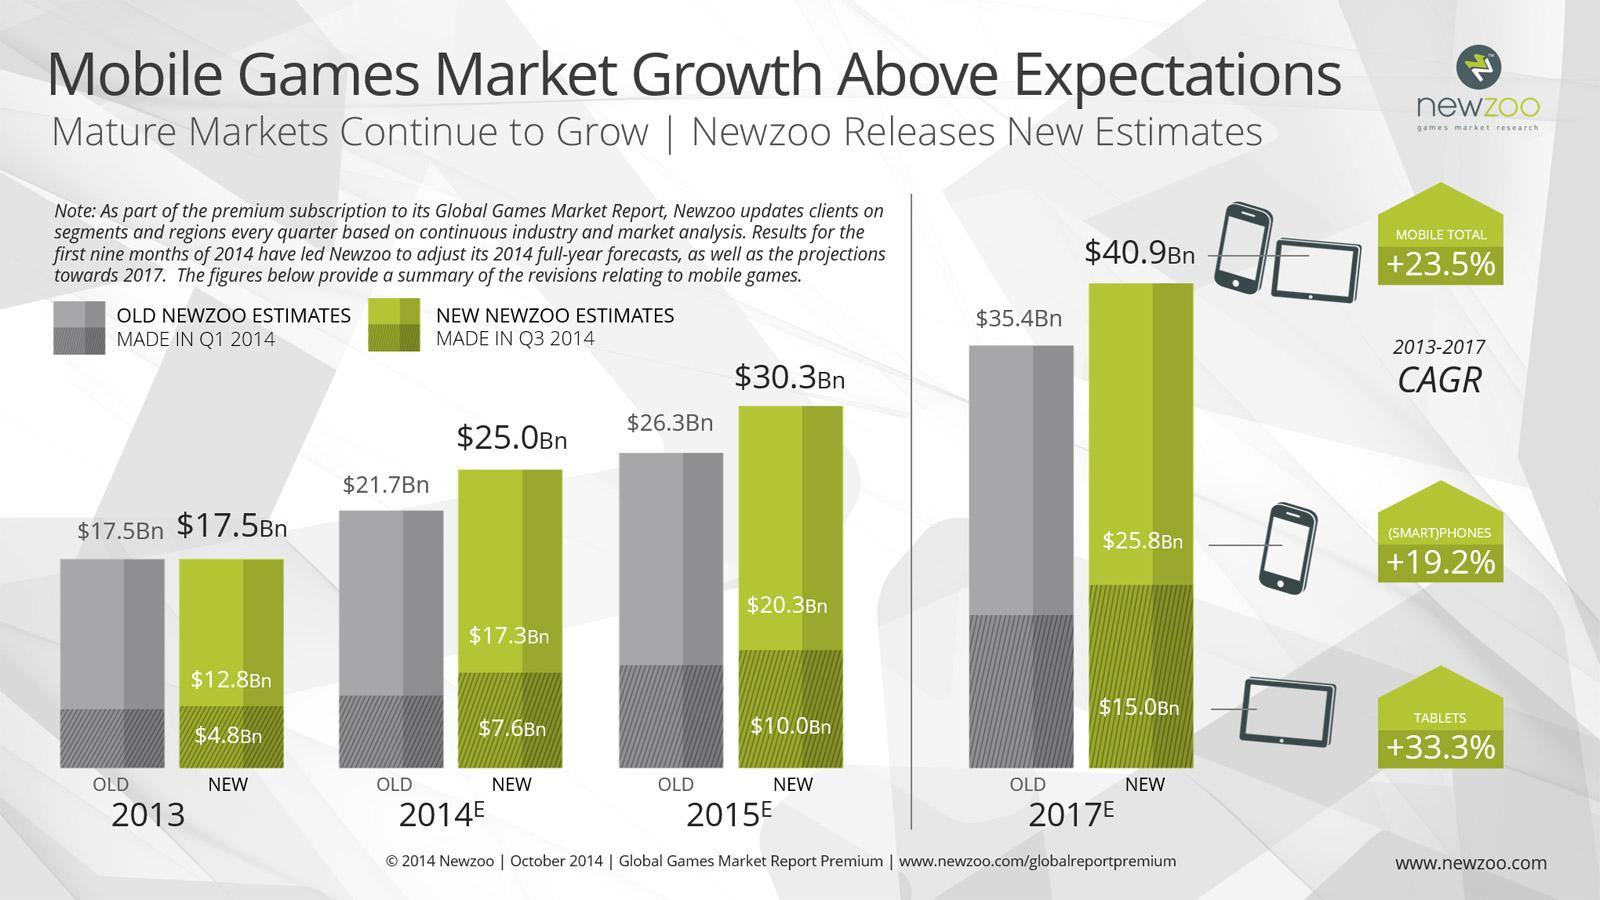 Mobile Games Market Growth Above Expectations
Mature Markets Continue to Grow | Newzoo Releases New Estimates
newzoo
games market research
Note: As part of the premium subscription to its Global Games Market Report, Newzoo updates clients on
segments and regions every quarter based on continuous industry and market analysis. Results for the
first nine months of 2014 have led Newzoo to adjust its 2014 full-year forecasts, as well as the projections
towards 2017.  The figures below provide a summary of the revisions relating to mobile games.
OLD NEWZOO ESTIMATES
MADE IN Q1 2014
NEW NEWZOO ESTIMATES
MADE IN Q3 2014
$17.5Bn
$17.5Bn
$12.8Bn
$4.8Bn
OLD
NEW
2013
$21.7Bn
$25.0Bn
$17.3Bn
$7.6Bn
OLD
NEW
2014E
$26.3Bn
$30.3Bn
$20.3Bn
$10.0Bn
OLD
NEW
2015E
$35.4Bn
$40.9Bn
$25.8Bn
$15.0Bn
OLD
NEW
2017E
MOBILE TOTAL
+23.5%
2013-2017
CAGR
(SMART)PHONES
+19.2%
TABLETS
+33.3%
© 2014 Newzoo | October 2014 | Global Games Market Report Premium | www.newzoo.com/globalreportpremium
www.newzoo.com